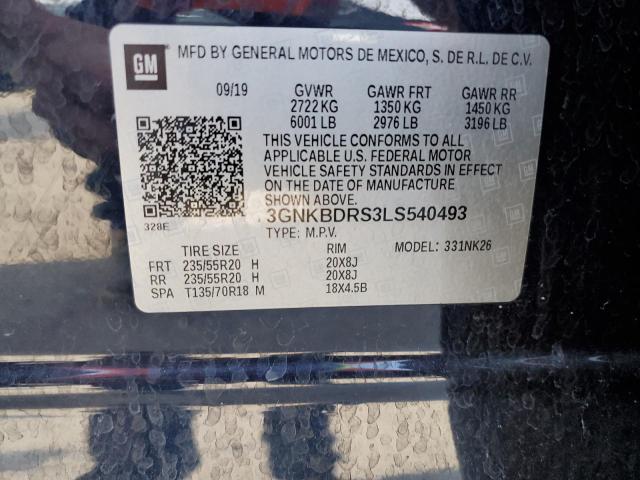 GM
MFD BY GENERAL MOTORS DE MEXICO, S. DE R.L. DE C.V.
09/19 GVWR GAWR FRT GAWR RR
2722 KG 1350 KG 1450 KG
6001 LB 2976 LB 3196 LB
THIS VEHICLE CONFORMS TO ALL
APPLICABLE U.S. FEDERAL MOTOR
VEHICLE SAFETY STANDARDS IN EFFECT
ON THE DATE OF MANUFACTURE
SHOWN ABOVE.
3GNKBDRS3LS540493
328E TYPE: M.P.V.
TIRE SIZE RIM MODEL: 331NK26
FRT 235/55R20 H 20X8J
RR 235/55R20 H 20X8J
SPA T135/70R18 M 18X4.5B